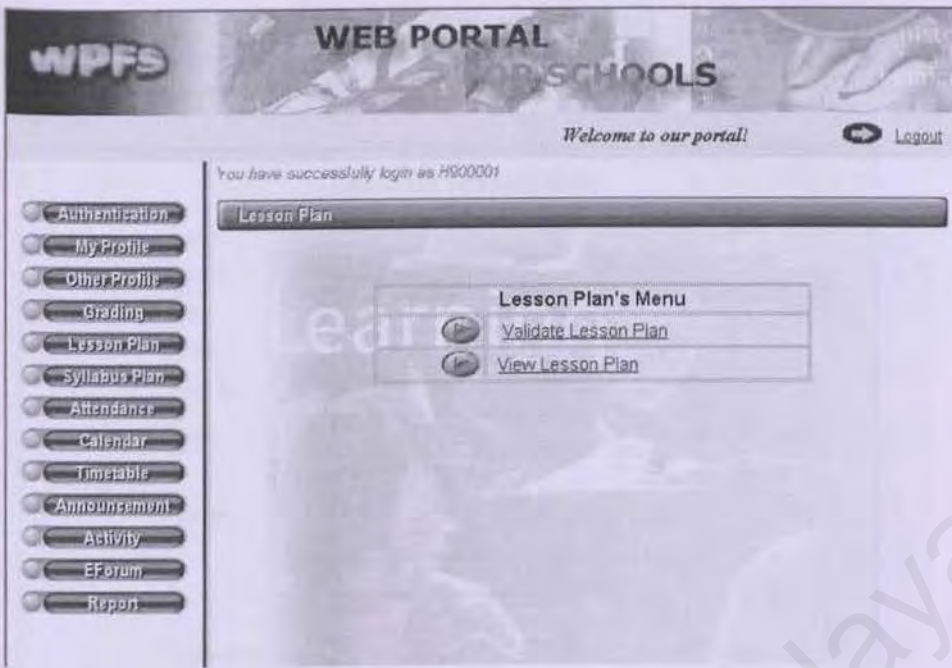 WPFS
WEB PORTAL
FOR SCHOOLS
Welcome to our portal!
Logout
You have successfully login as H900001
Authentication
My Profile
Other Profile
Grading
Lesson Plan
Syllabus Plan
Attendance
Calendar
Timetable
Announcement
Activity
EForum
Report
Lesson Plan
Learning
Lesson Plan's Menu
Validate Lesson Plan
View Lesson Plan